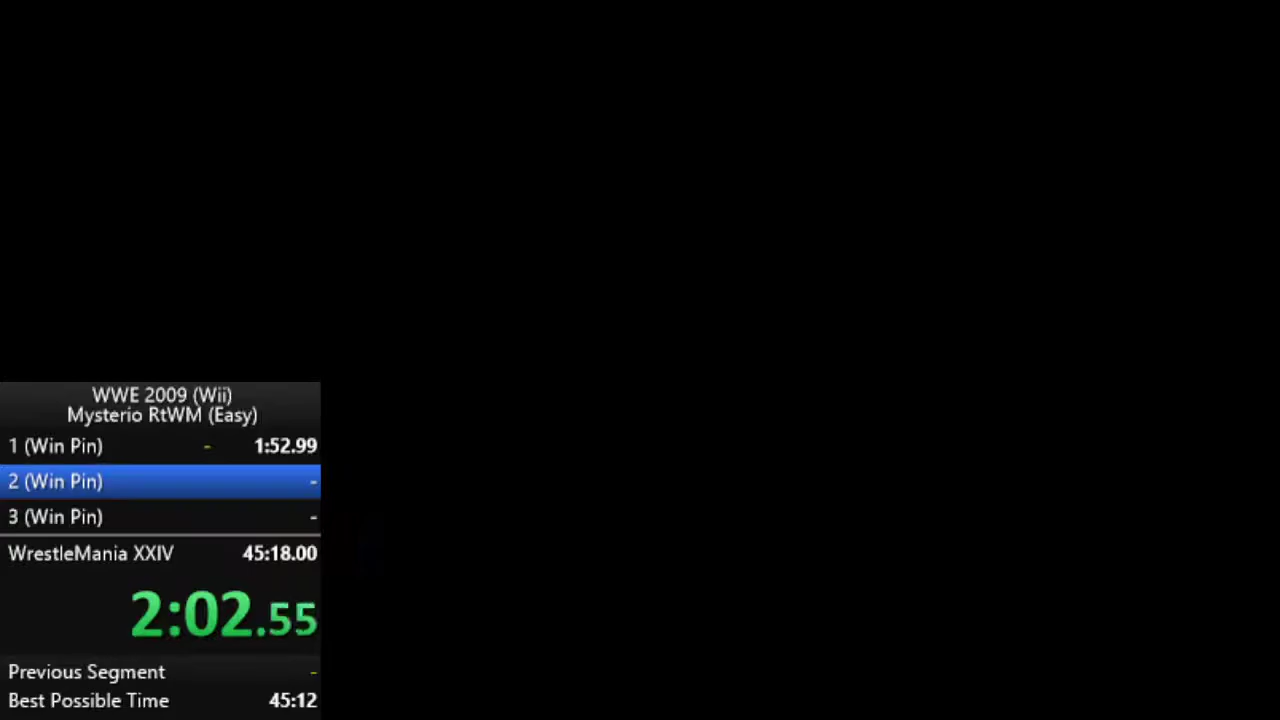 WWE 2009 (Wii)
Mysterio RtWM (Easy)
1 (Win Pin) - 1:52.99
2 (Win Pin) -
3 (Win Pin) -
WrestleMania XXIV 45:18.00
2:02.55
Previous Segment -
Best Possible Time 45:12